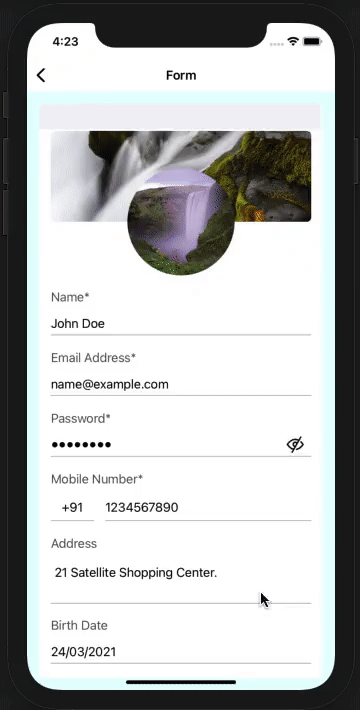 4:23
Form
Name*
John Doe
Email Address*
name@example.com
Password*
●●●●●●●●
Mobile Number*
+91 1234567890
Address
21 Satellite Shopping Center.
Birth Date
24/03/2021